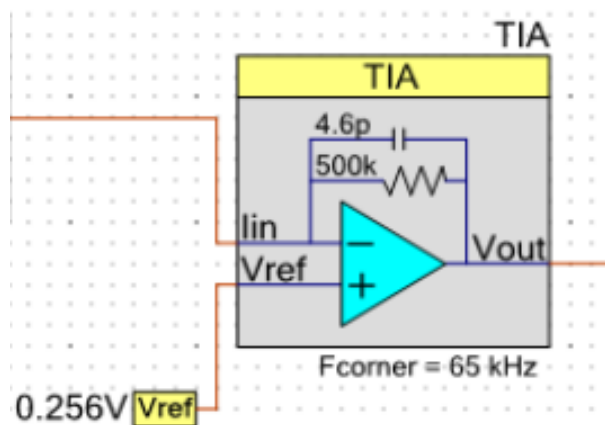 TIA
TIA
4.6p
500k
Iin
Vref
Vout
Fcorner = 65 kHz
0.256V Vref